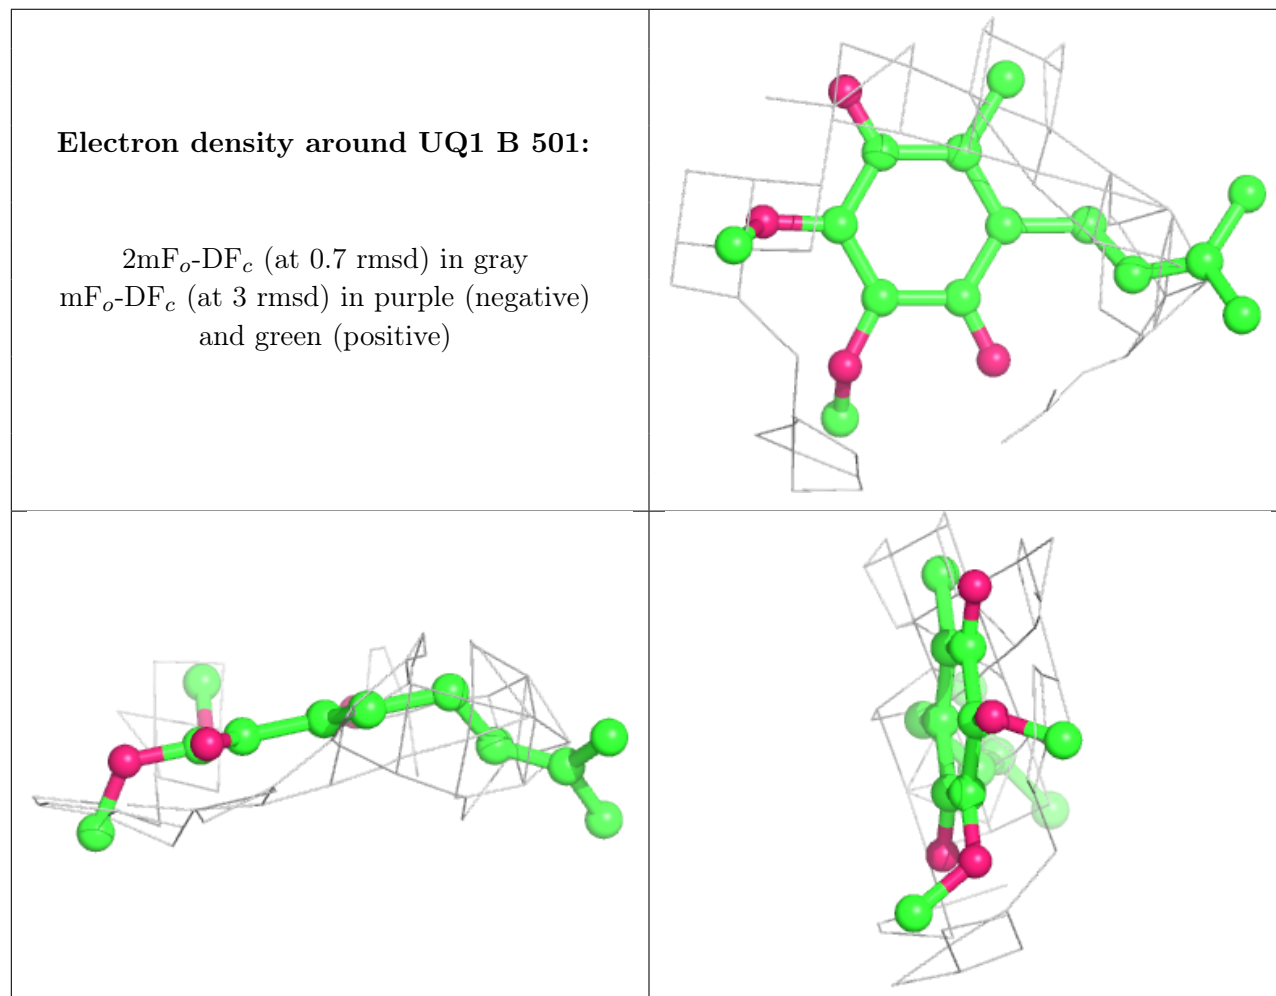 Electron density around UQ1 B 501:
2mFo-DFc (at 0.7 rmsd) in gray
mFo-DFc (at 3 rmsd) in purple (negative)
and green (positive)